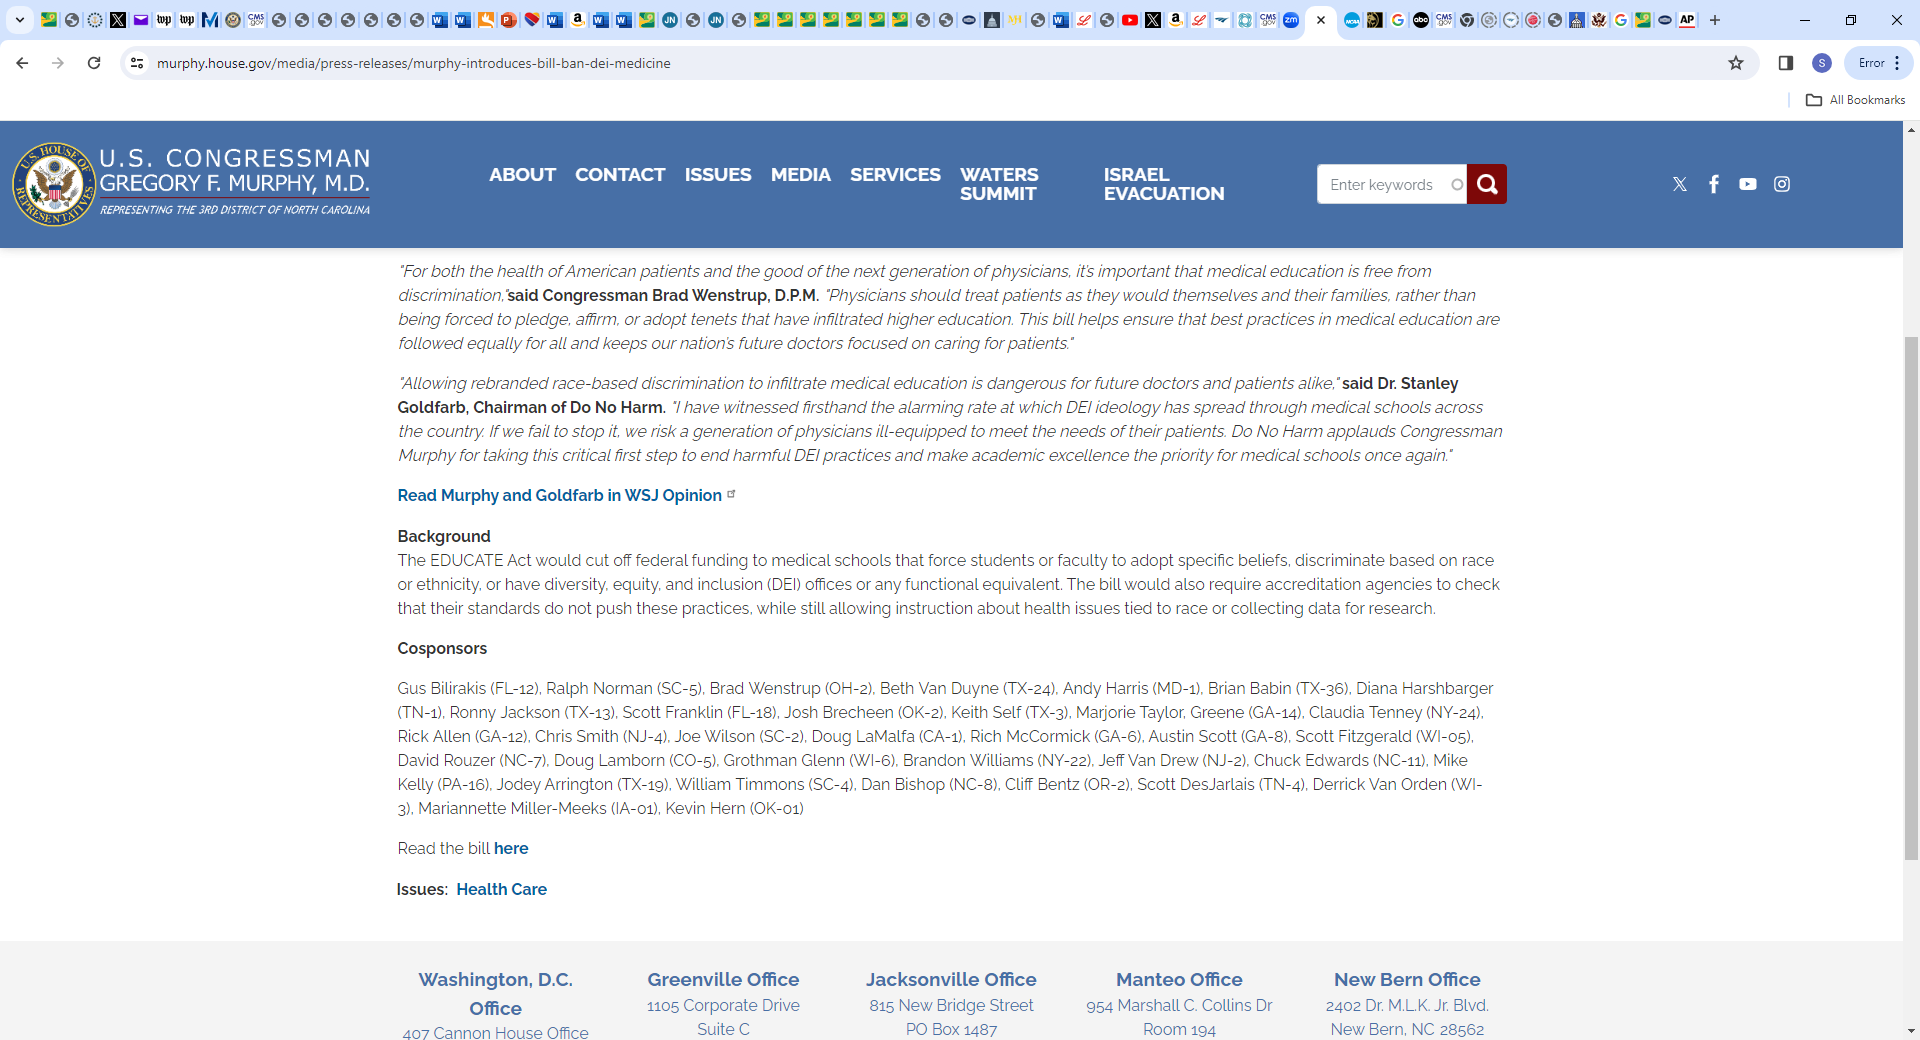 murphy.house.gov/media/press-releases/murphy-introduces-bill-ban-dei-medicine
S
Error
All Bookmarks
U.S. HOUSE OF REPRESENTATIVES
U.S. CONGRESSMAN
GREGORY F. MURPHY, M.D.
REPRESENTING THE 3RD DISTRICT OF NORTH CAROLINA
ABOUT CONTACT ISSUES MEDIA SERVICES WATERS SUMMIT ISRAEL EVACUATION
Enter keywords
"For both the health of American patients and the good of the next generation of physicians, it's important that medical education is free from
discrimination,"said Congressman Brad Wenstrup, D.P.M. "Physicians should treat patients as they would themselves and their families, rather than
being forced to pledge, affirm, or adopt tenets that have infiltrated higher education. This bill helps ensure that best practices in medical education are
followed equally for all and keeps our nation's future doctors focused on caring for patients."
"Allowing rebranded race-based discrimination to infiltrate medical education is dangerous for future doctors and patients alike," said Dr. Stanley
Goldfarb, Chairman of Do No Harm. "I have witnessed firsthand the alarming rate at which DEI ideology has spread through medical schools across
the country. If we fail to stop it, we risk a generation of physicians ill-equipped to meet the needs of their patients. Do No Harm applauds Congressman
Murphy for taking this critical first step to end harmful DEI practices and make academic excellence the priority for medical schools once again."
Read Murphy and Goldfarb in WSJ Opinion
Background
The EDUCATE Act would cut off federal funding to medical schools that force students or faculty to adopt specific beliefs, discriminate based on race
or ethnicity, or have diversity, equity, and inclusion (DEI) offices or any functional equivalent. The bill would also require accreditation agencies to check
that their standards do not push these practices, while still allowing instruction about health issues tied to race or collecting data for research.
Cosponsors
Gus Bilirakis (FL-12), Ralph Norman (SC-5), Brad Wenstrup (OH-2), Beth Van Duyne (TX-24), Andy Harris (MD-1), Brian Babin (TX-36), Diana Harshbarger
(TN-1), Ronny Jackson (TX-13), Scott Franklin (FL-18), Josh Brecheen (OK-2), Keith Self (TX-3), Marjorie Taylor, Greene (GA-14), Claudia Tenney (NY-24),
Rick Allen (GA-12), Chris Smith (NJ-4), Joe Wilson (SC-2), Doug LaMalfa (CA-1), Rich McCormick (GA-6), Austin Scott (GA-8), Scott Fitzgerald (WI-05),
David Rouzer (NC-7), Doug Lamborn (CO-5), Grothman Glenn (WI-6), Brandon Williams (NY-22), Jeff Van Drew (NJ-2), Chuck Edwards (NC-11), Mike
Kelly (PA-16), Jodey Arrington (TX-19), William Timmons (SC-4), Dan Bishop (NC-8), Cliff Bentz (OR-2), Scott DesJarlais (TN-4), Derrick Van Orden (WI-
3), Mariannette Miller-Meeks (IA-01), Kevin Hern (OK-01)
Read the bill here
Issues: Health Care
Washington, D.C. Office
407 Cannon House Office
Greenville Office
1105 Corporate Drive
Suite C
Jacksonville Office
815 New Bridge Street
PO Box 1487
Manteo Office
954 Marshall C. Collins Dr
Room 194
New Bern Office
2402 Dr. M.L.K. Jr. Blvd.
New Bern, NC 28562